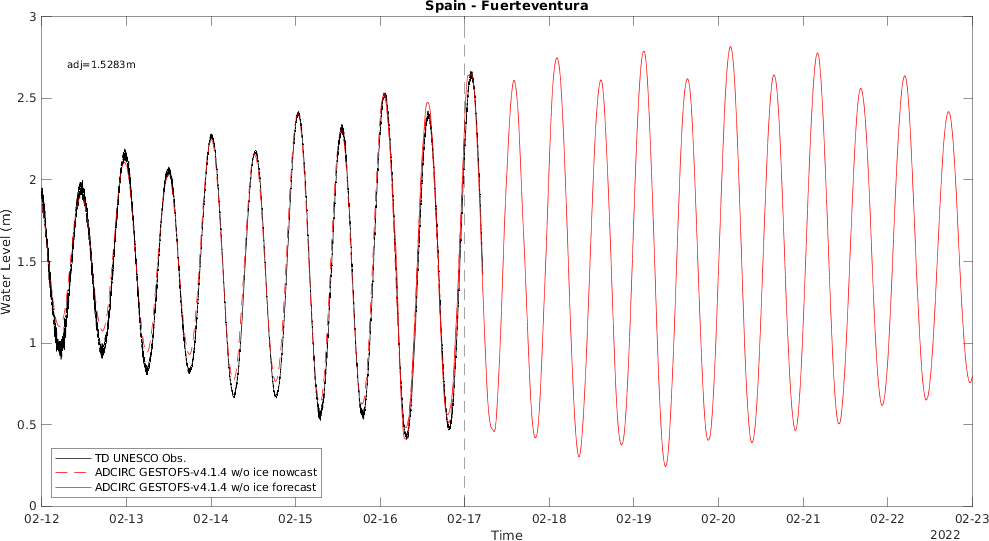 Spain - Fuerteventura
3
adj=1.5283m
2.5
2
1.5
1
0.5
0
Water Level (m)
TD UNESCO Obs.
ADCIRC GESTOFS-v4.1.4 w/o ice nowcast
ADCIRC GESTOFS-v4.1.4 w/o ice forecast
02-12 02-13 02-14 02-15 02-16 02-17 02-18 02-19 02-20 02-21 02-22 02-23
Time
2022